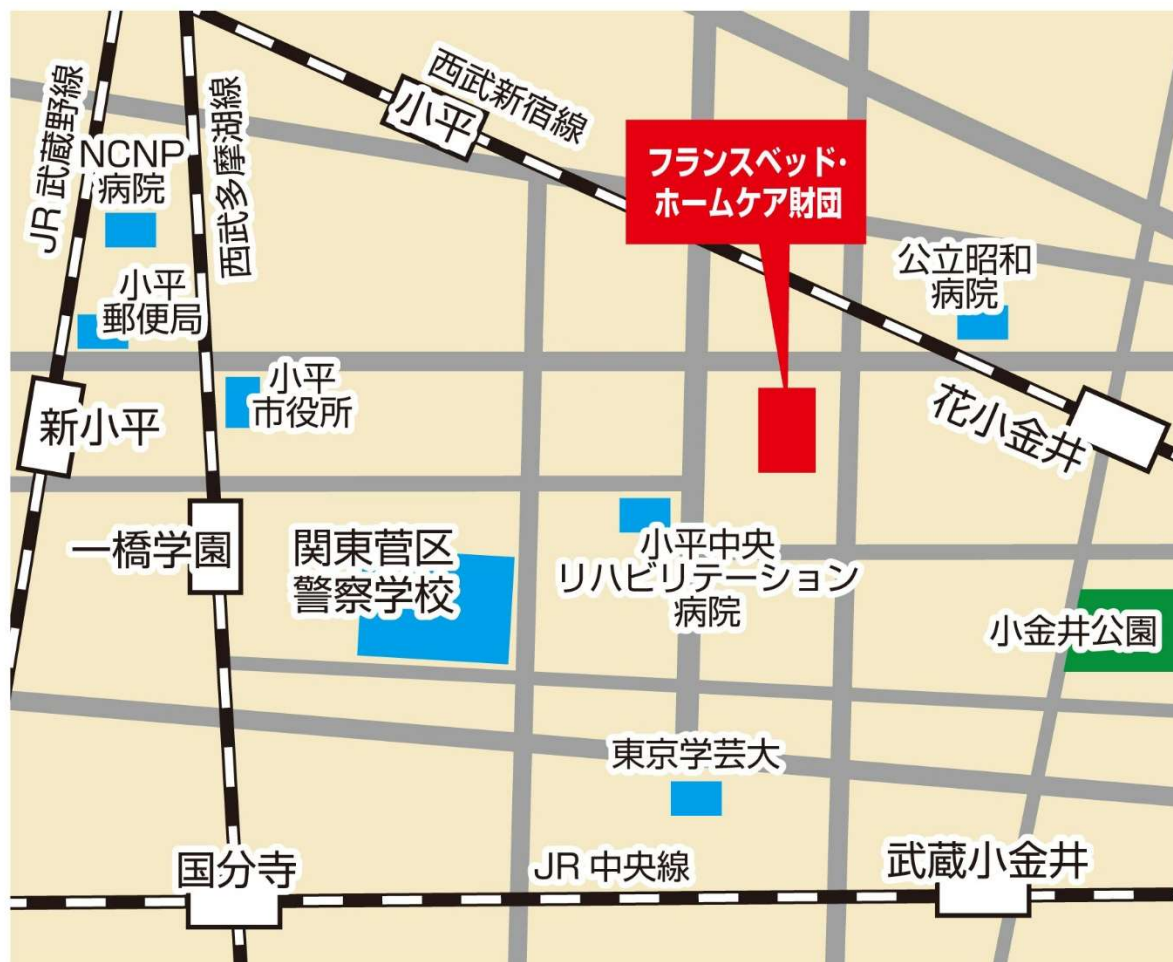 JR 武蔵野線
西武多摩湖線
西武新宿線
小平
NCNP
病院
フランスベッド・
ホームケア財団
公立昭和
病院
小平
郵便局
新小平
小平
市役所
花小金井
一橋学園
関東菅区
警察学校
小平中央
リハビリテーション
病院
小金井公園
東京学芸大
国分寺
JR 中央線
武蔵小金井